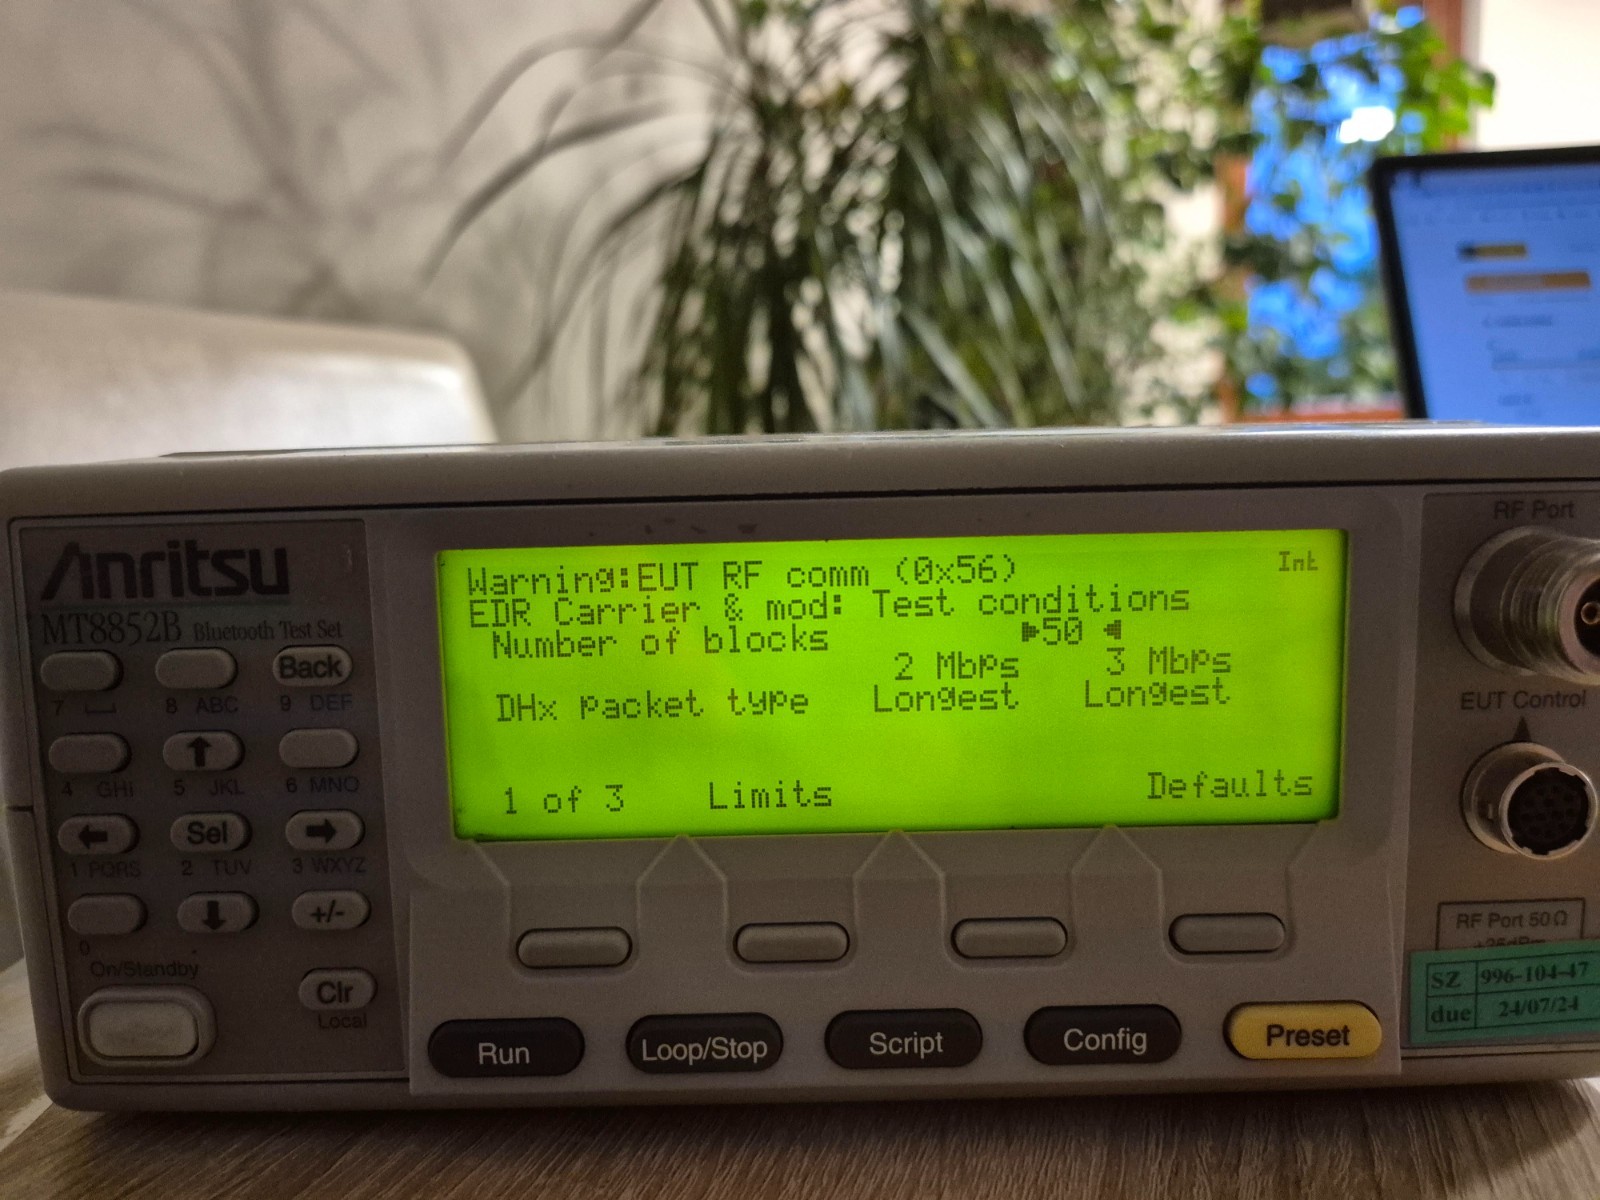 Anritsu
MT8852B Bluetooth Test Set
Back
7
8 ABC
9 DEF
4 GHI
5 JKL
6 MNO
Sel
1 PQRS
2 TUV
3 WXYZ
+/-
0
.
On/Standby
Clr
Local
Warning:EUT RF comm (0x56)
Int
EDR Carrier & mod: Test conditions
Number of blocks 50
2 Mbps 3 Mbps
DHx packet type Longest Longest
1 of 3 Limits Defaults
Run
Loop/Stop
Script
Config
Preset
RF Port
EUT Control
RF Port 50Ω
SZ 996-104-47
due 24/07/24